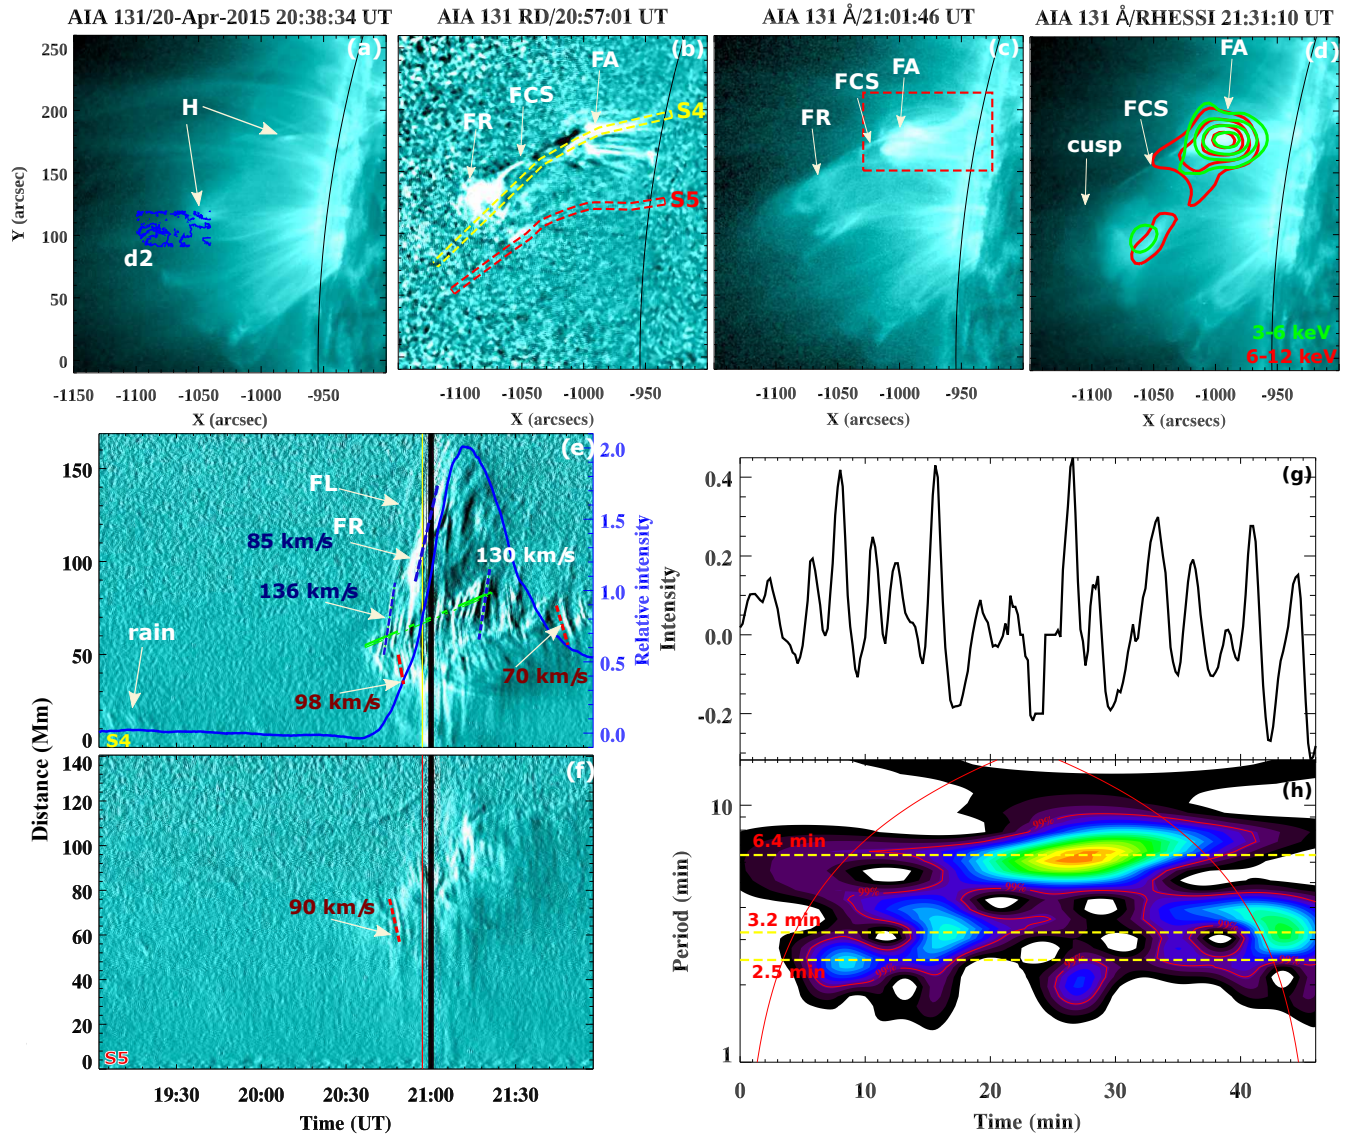 AIA 131/20-Apr-2015 20:38:34 UT
AIA 131 RD/20:57:01 UT
AIA 131 Å/21:01:46 UT
AIA 131 Å/RHESSI 21:31:10 UT
250
200
150
100
50
0
Y (arcsec)
(a)
H
d2
-1150 -1100 -1050 -1000 -950
X (arcsec)
(b)
FA
FCS
FR
S4
S5
-1100 -1050 -1000 -950
X (arcsecs)
(c)
FA
FCS
FR
-1100 -1050 -1000 -950
X (arcsecs)
(d)
FA
FCS
cusp
3-6 keV
6-12 keV
-1100 -1050 -1000 -950
X (arcsecs)
(e)
150
100
50
0
FL
FR
85 km/s
136 km/s
130 km/s
rain
98 km/s
70 km/s
S4
2.0
1.5
1.0
0.5
0.0
Relative intensity
Distance (Mm)
(f)
140
120
100
80
60
40
20
0
90 km/s
S5
19:30 20:00 20:30 21:00 21:30
Time (UT)
(g)
0.4
0.2
0.0
-0.2
Intensity
(h)
10
1
Period (min)
6.4 min
3.2 min
2.5 min
99%
99%
99%
99%
0 10 20 30 40
Time (min)